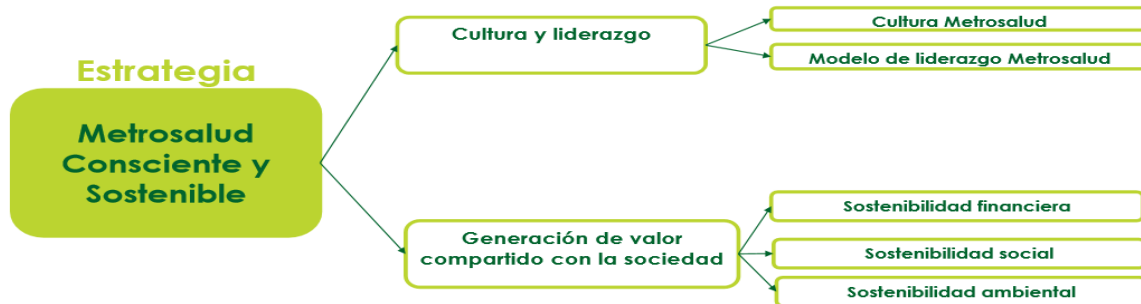 Estrategia
Metrosalud
Consciente y
Sostenible
Cultura y liderazgo
Cultura Metrosalud
Modelo de liderazgo Metrosalud
Generación de valor
compartido con la sociedad
Sostenibilidad financiera
Sostenibilidad social
Sostenibilidad ambiental